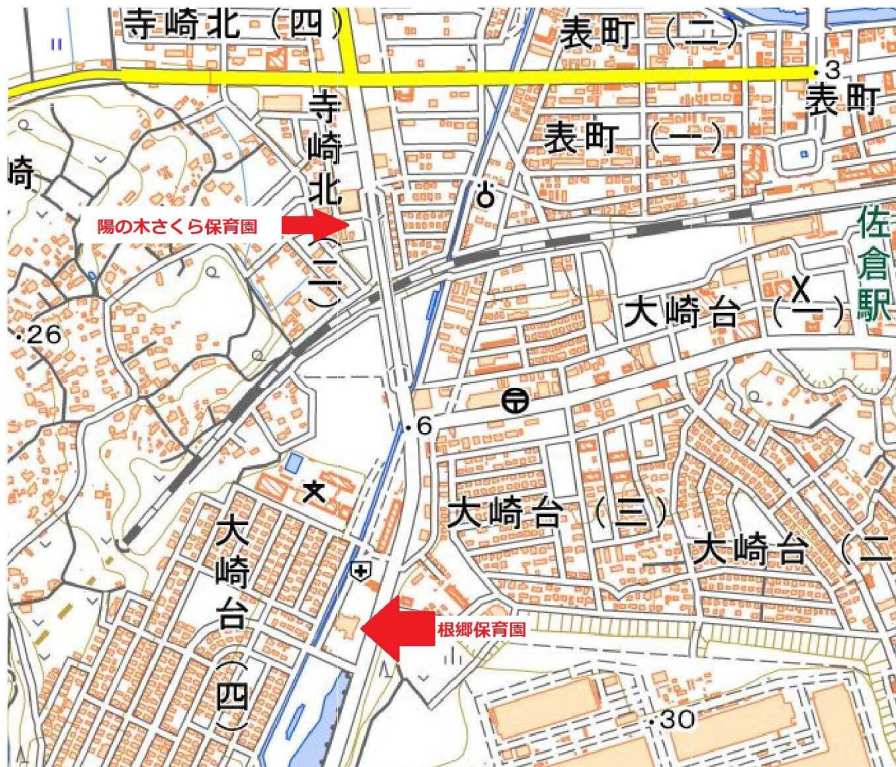 寺崎北（四）
表町（二）
・3
表町
寺崎北（二）
表町（一）
崎
陽の木さくら保育園
佐倉駅
大崎台（一）
・26
・6
大崎台（三）
大崎台（二
大崎台（四）
根郷保育園
・30